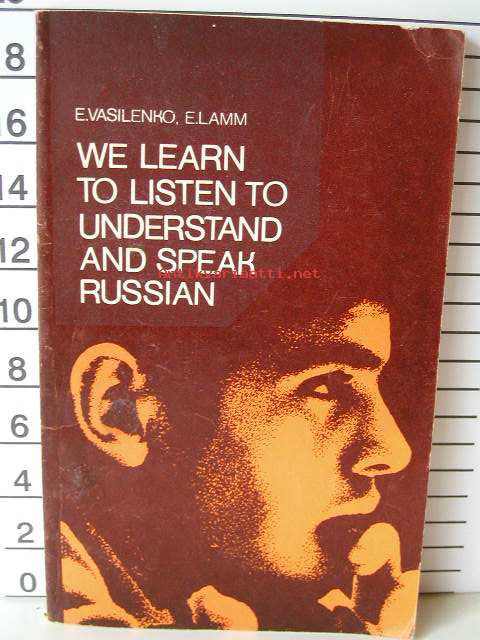 E.VASILENKO, E.LAMM
WE LEARN
TO LISTEN TO
UNDERSTAND
AND SPEAK
RUSSIAN
antikvariaatti.net
8
16
14
12
10
8
6
4
2
0